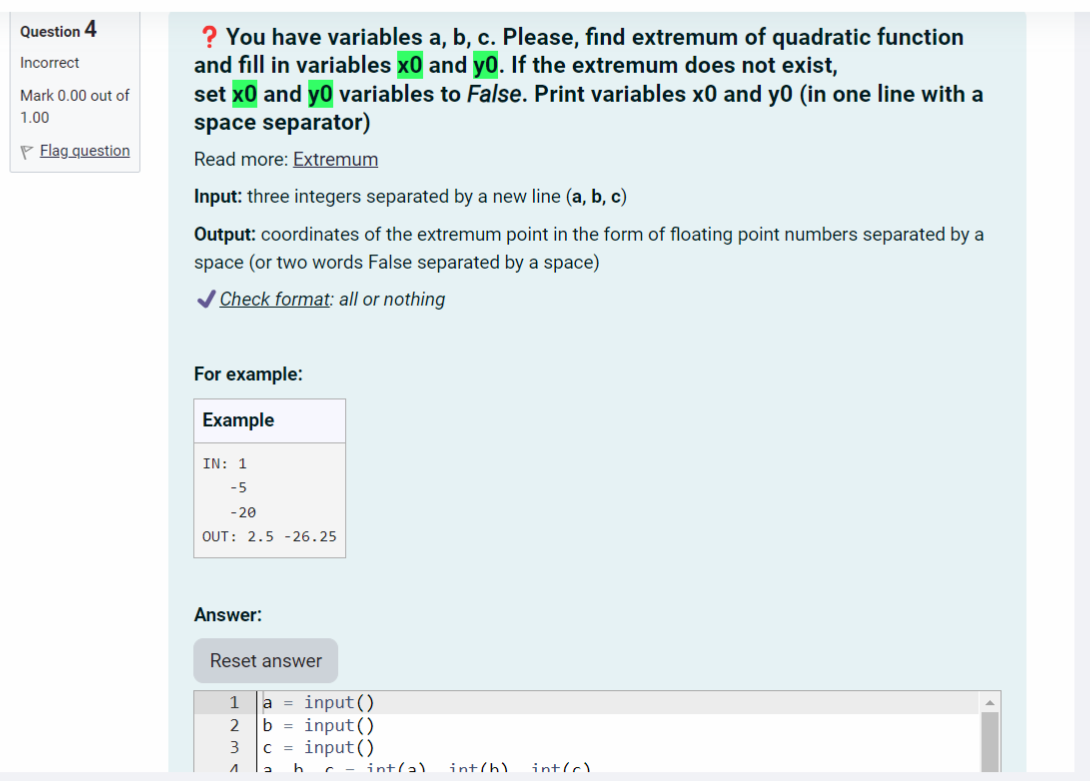 Question 4
Incorrect
Mark 0.00 out of
1.00
Flag question
❓ You have variables a, b, c. Please, find extremum of quadratic function
and fill in variables x0 and y0. If the extremum does not exist,
set x0 and y0 variables to False. Print variables x0 and y0 (in one line with a
space separator)
Read more: Extremum
Input: three integers separated by a new line (a, b, c)
Output: coordinates of the extremum point in the form of floating point numbers separated by a
space (or two words False separated by a space)
✔ Check format: all or nothing
For example:
Example
IN: 1
-5
-20
OUT: 2.5 -26.25
Answer:
Reset answer
1 a = input()
2 b = input()
3 c = input()
4 a, b, c = int(a), int(b), int(c)